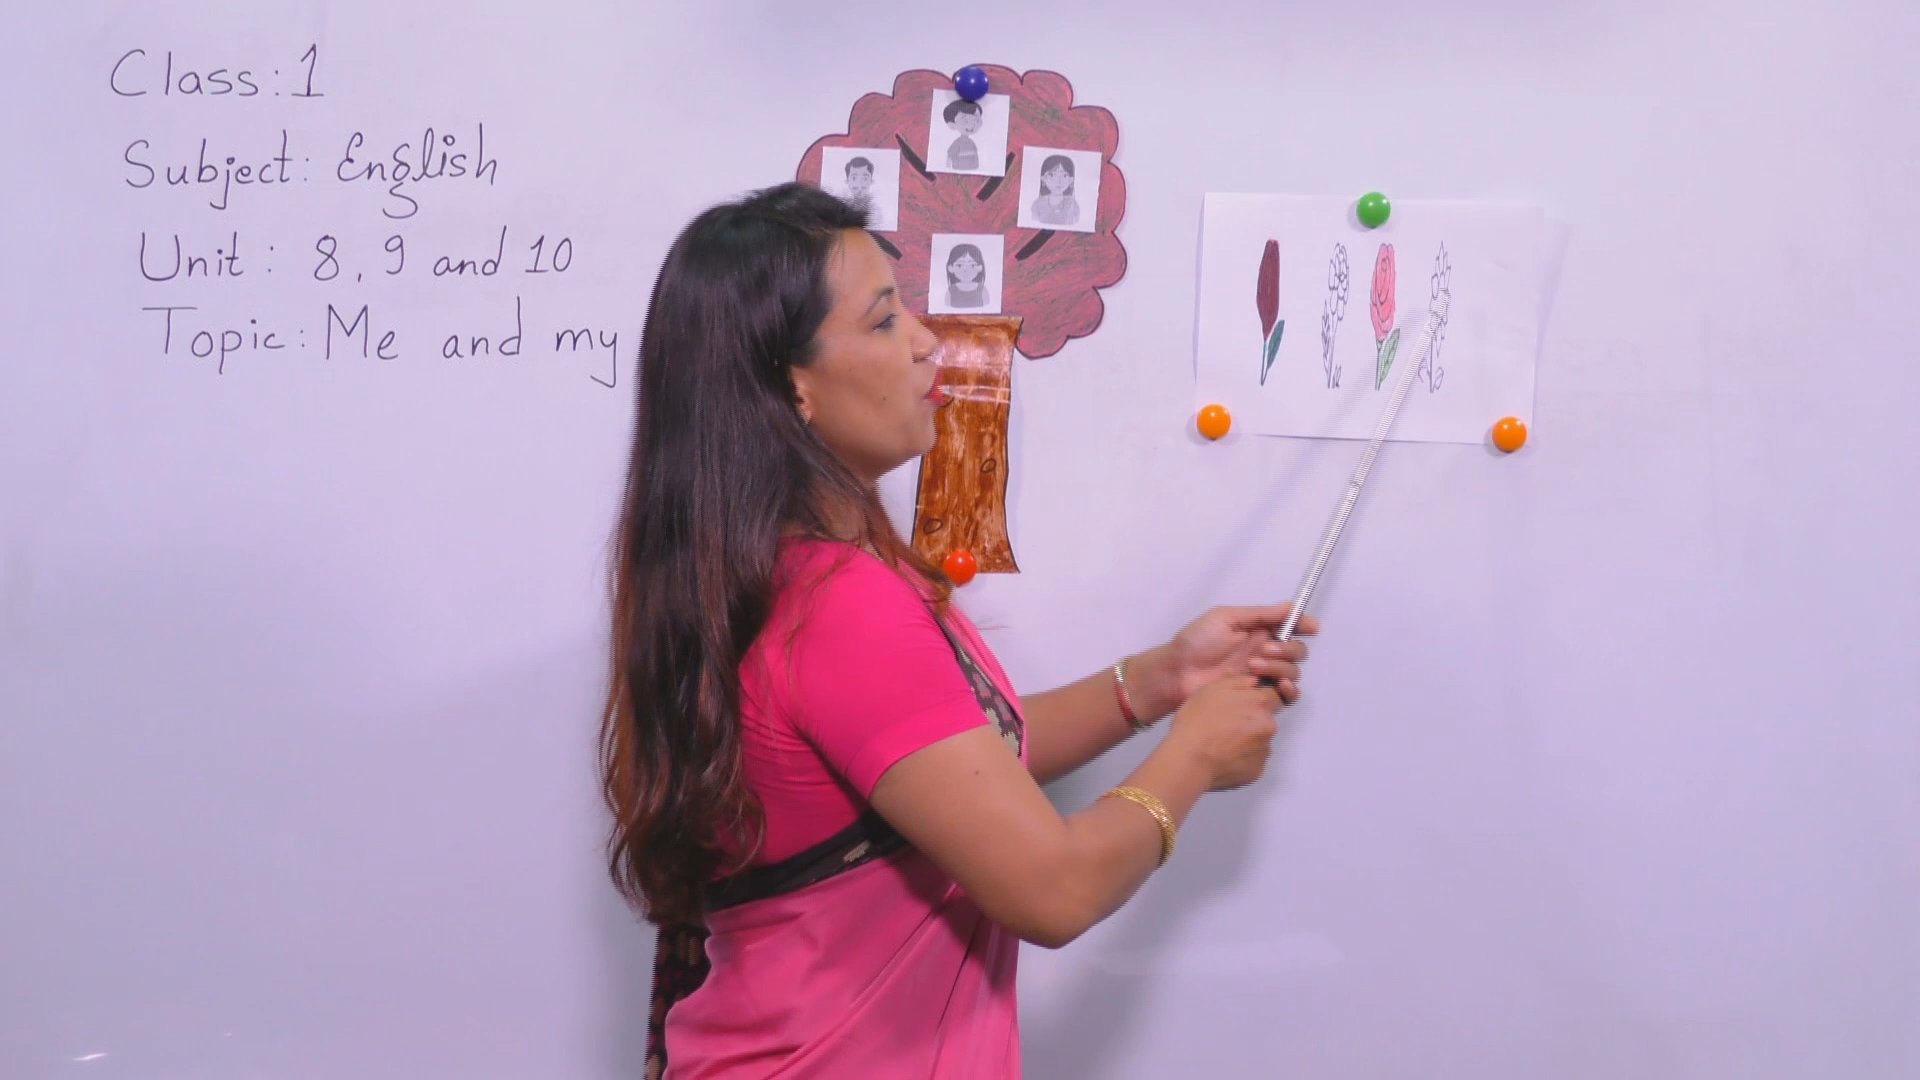 Class: 1
Subject: English
Unit: 8, 9 and 10
Topic: Me and my